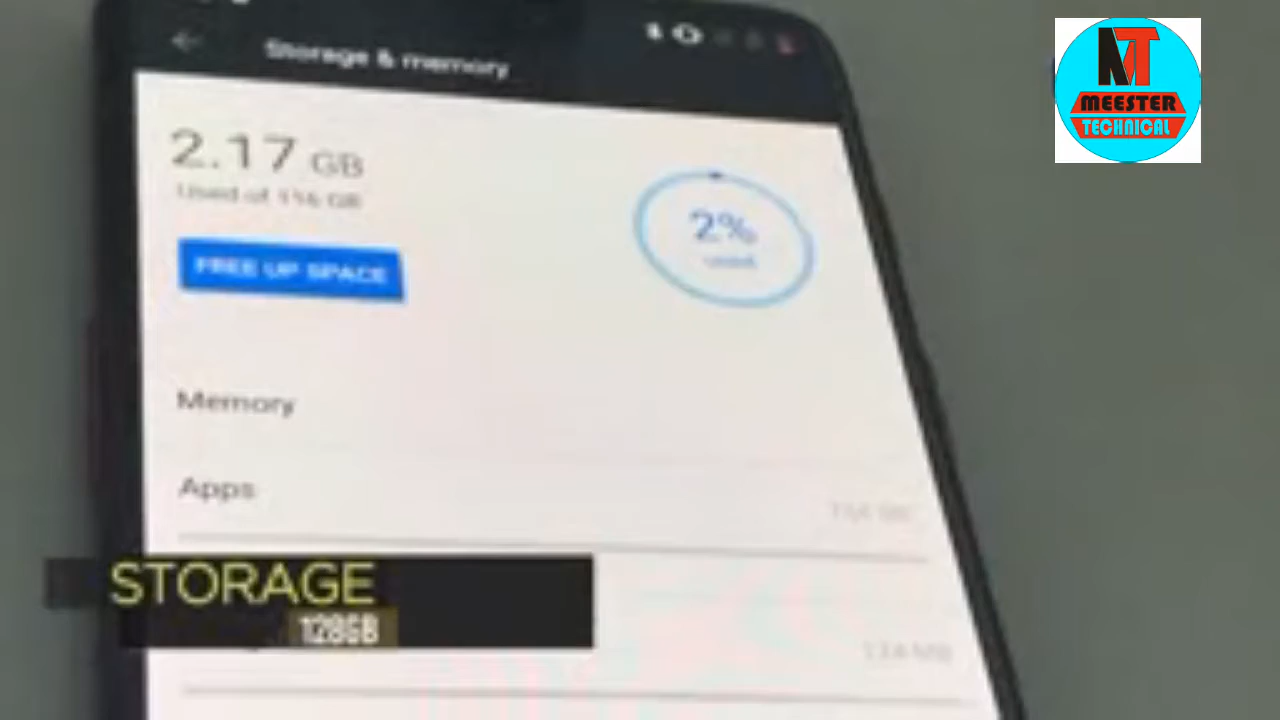 Storage & memory
2.17 GB
Used of 116 GB
FREE UP SPACE
2%
used
Memory
Apps
STORAGE
128GB
MT
MEESTER
TECHNICAL